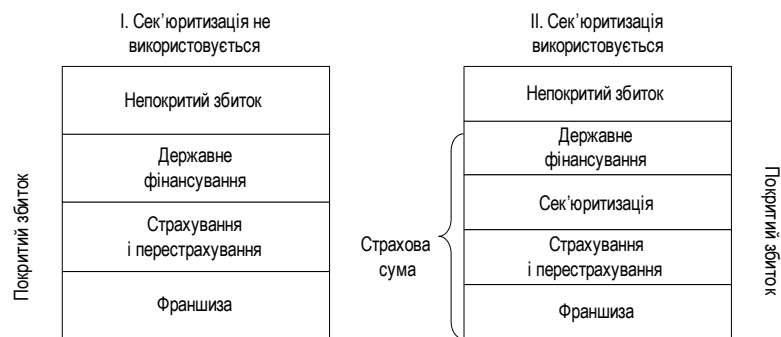 І. Сек’юритизація не
використовується
Непокритий збиток
Державне
фінансування
Страхування
і перестрахування
Франшиза
Покритий збиток
ІІ. Сек’юритизація
використовується
Непокритий збиток
Державне
фінансування
Сек’юритизація
Страхування
і перестрахування
Франшиза
Страхова
сума
Покритий збиток